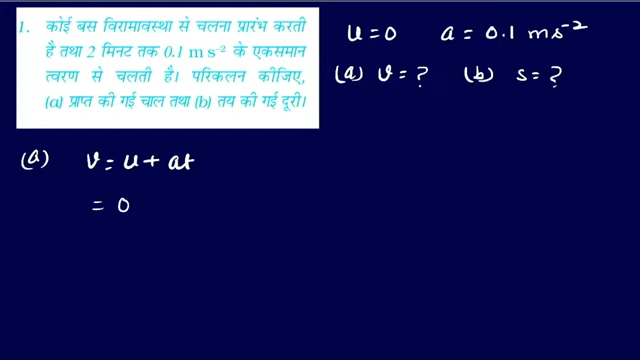 1. कोई बस विरामावस्था से चलना प्रारंभ करती
है तथा 2 मिनट तक 0.1 m s⁻² के एकसमान
त्वरण से चलती है। परिकलन कीजिए,
(a) प्राप्त की गई चाल तथा (b) तय की गई दूरी।
u = 0 a = 0.1 ms⁻²
(a) v = ? (b) s = ?
(a) v = u + at
= 0